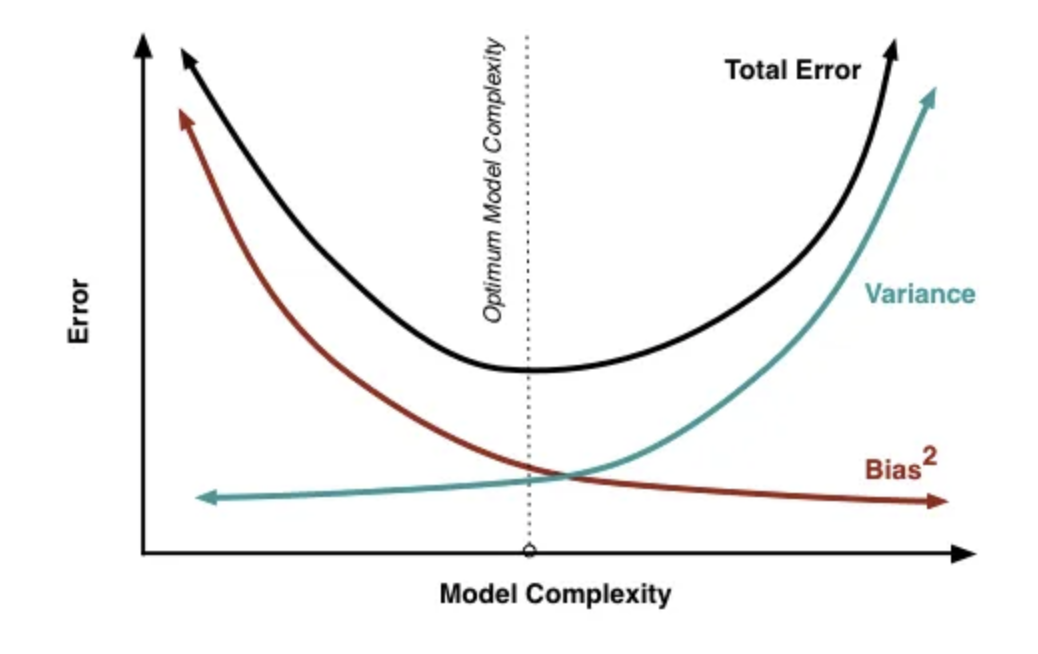 Optimum Model Complexity
Total Error
Error
Variance
Bias²
Model Complexity